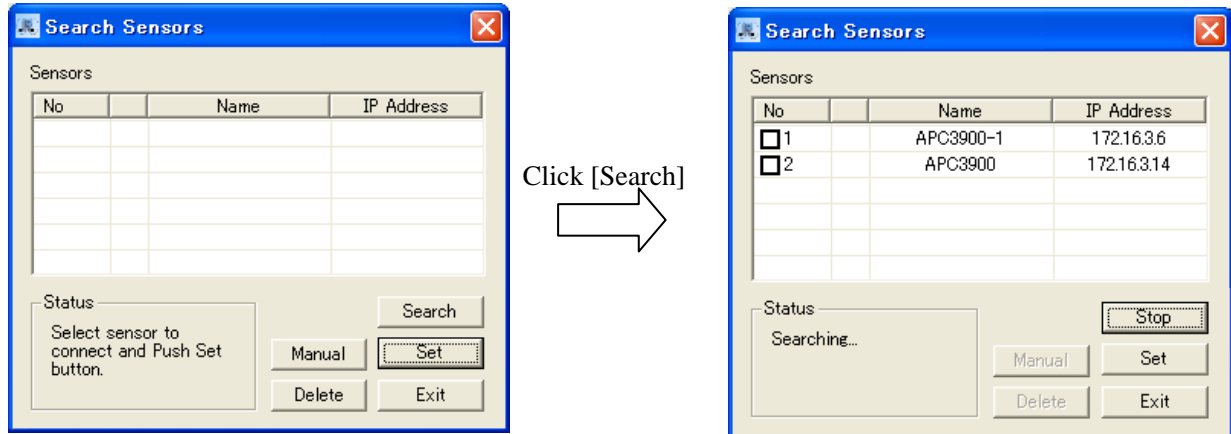 Search Sensors
Sensors
No Name IP Address
Status
Select sensor to
connect and Push Set
button.
Search
Manual Set
Delete Exit
Click [Search]
Search Sensors
Sensors
No Name IP Address
1 APC3900-1 172.16.3.6
2 APC3900 172.16.3.14
Status
Searching...
Stop
Manual Set
Delete Exit